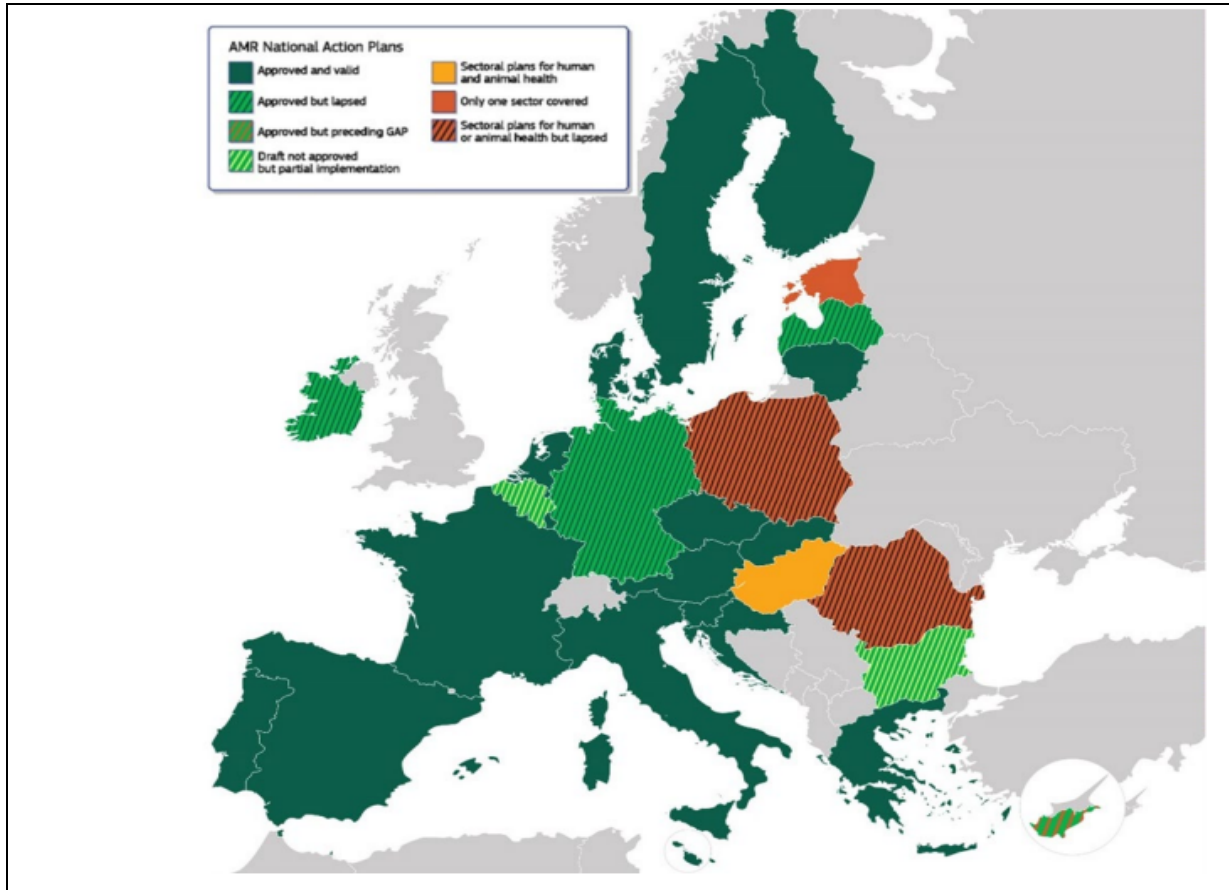 AMR National Action Plans
Approved and valid
Approved but lapsed
Approved but preceding GAP
Draft not approved
but partial implementation
Sectoral plans for human
and animal health
Only one sector covered
Sectoral plans for human
or animal health but lapsed